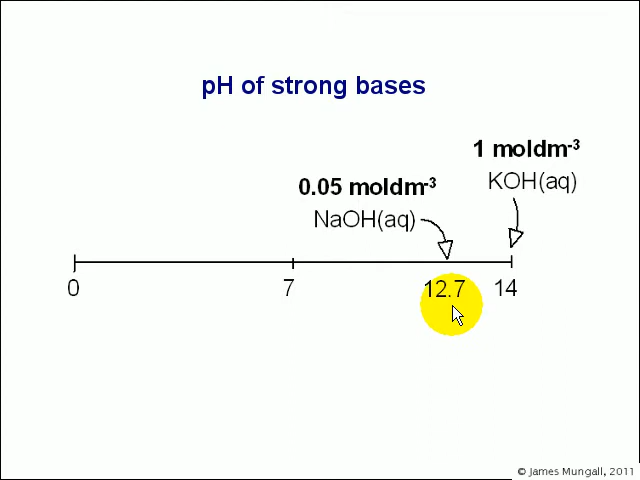 pH of strong bases
1 moldm-3
KOH(aq)
0.05 moldm-3
NaOH(aq)
0 7 12.7 14
© James Mungall, 2011